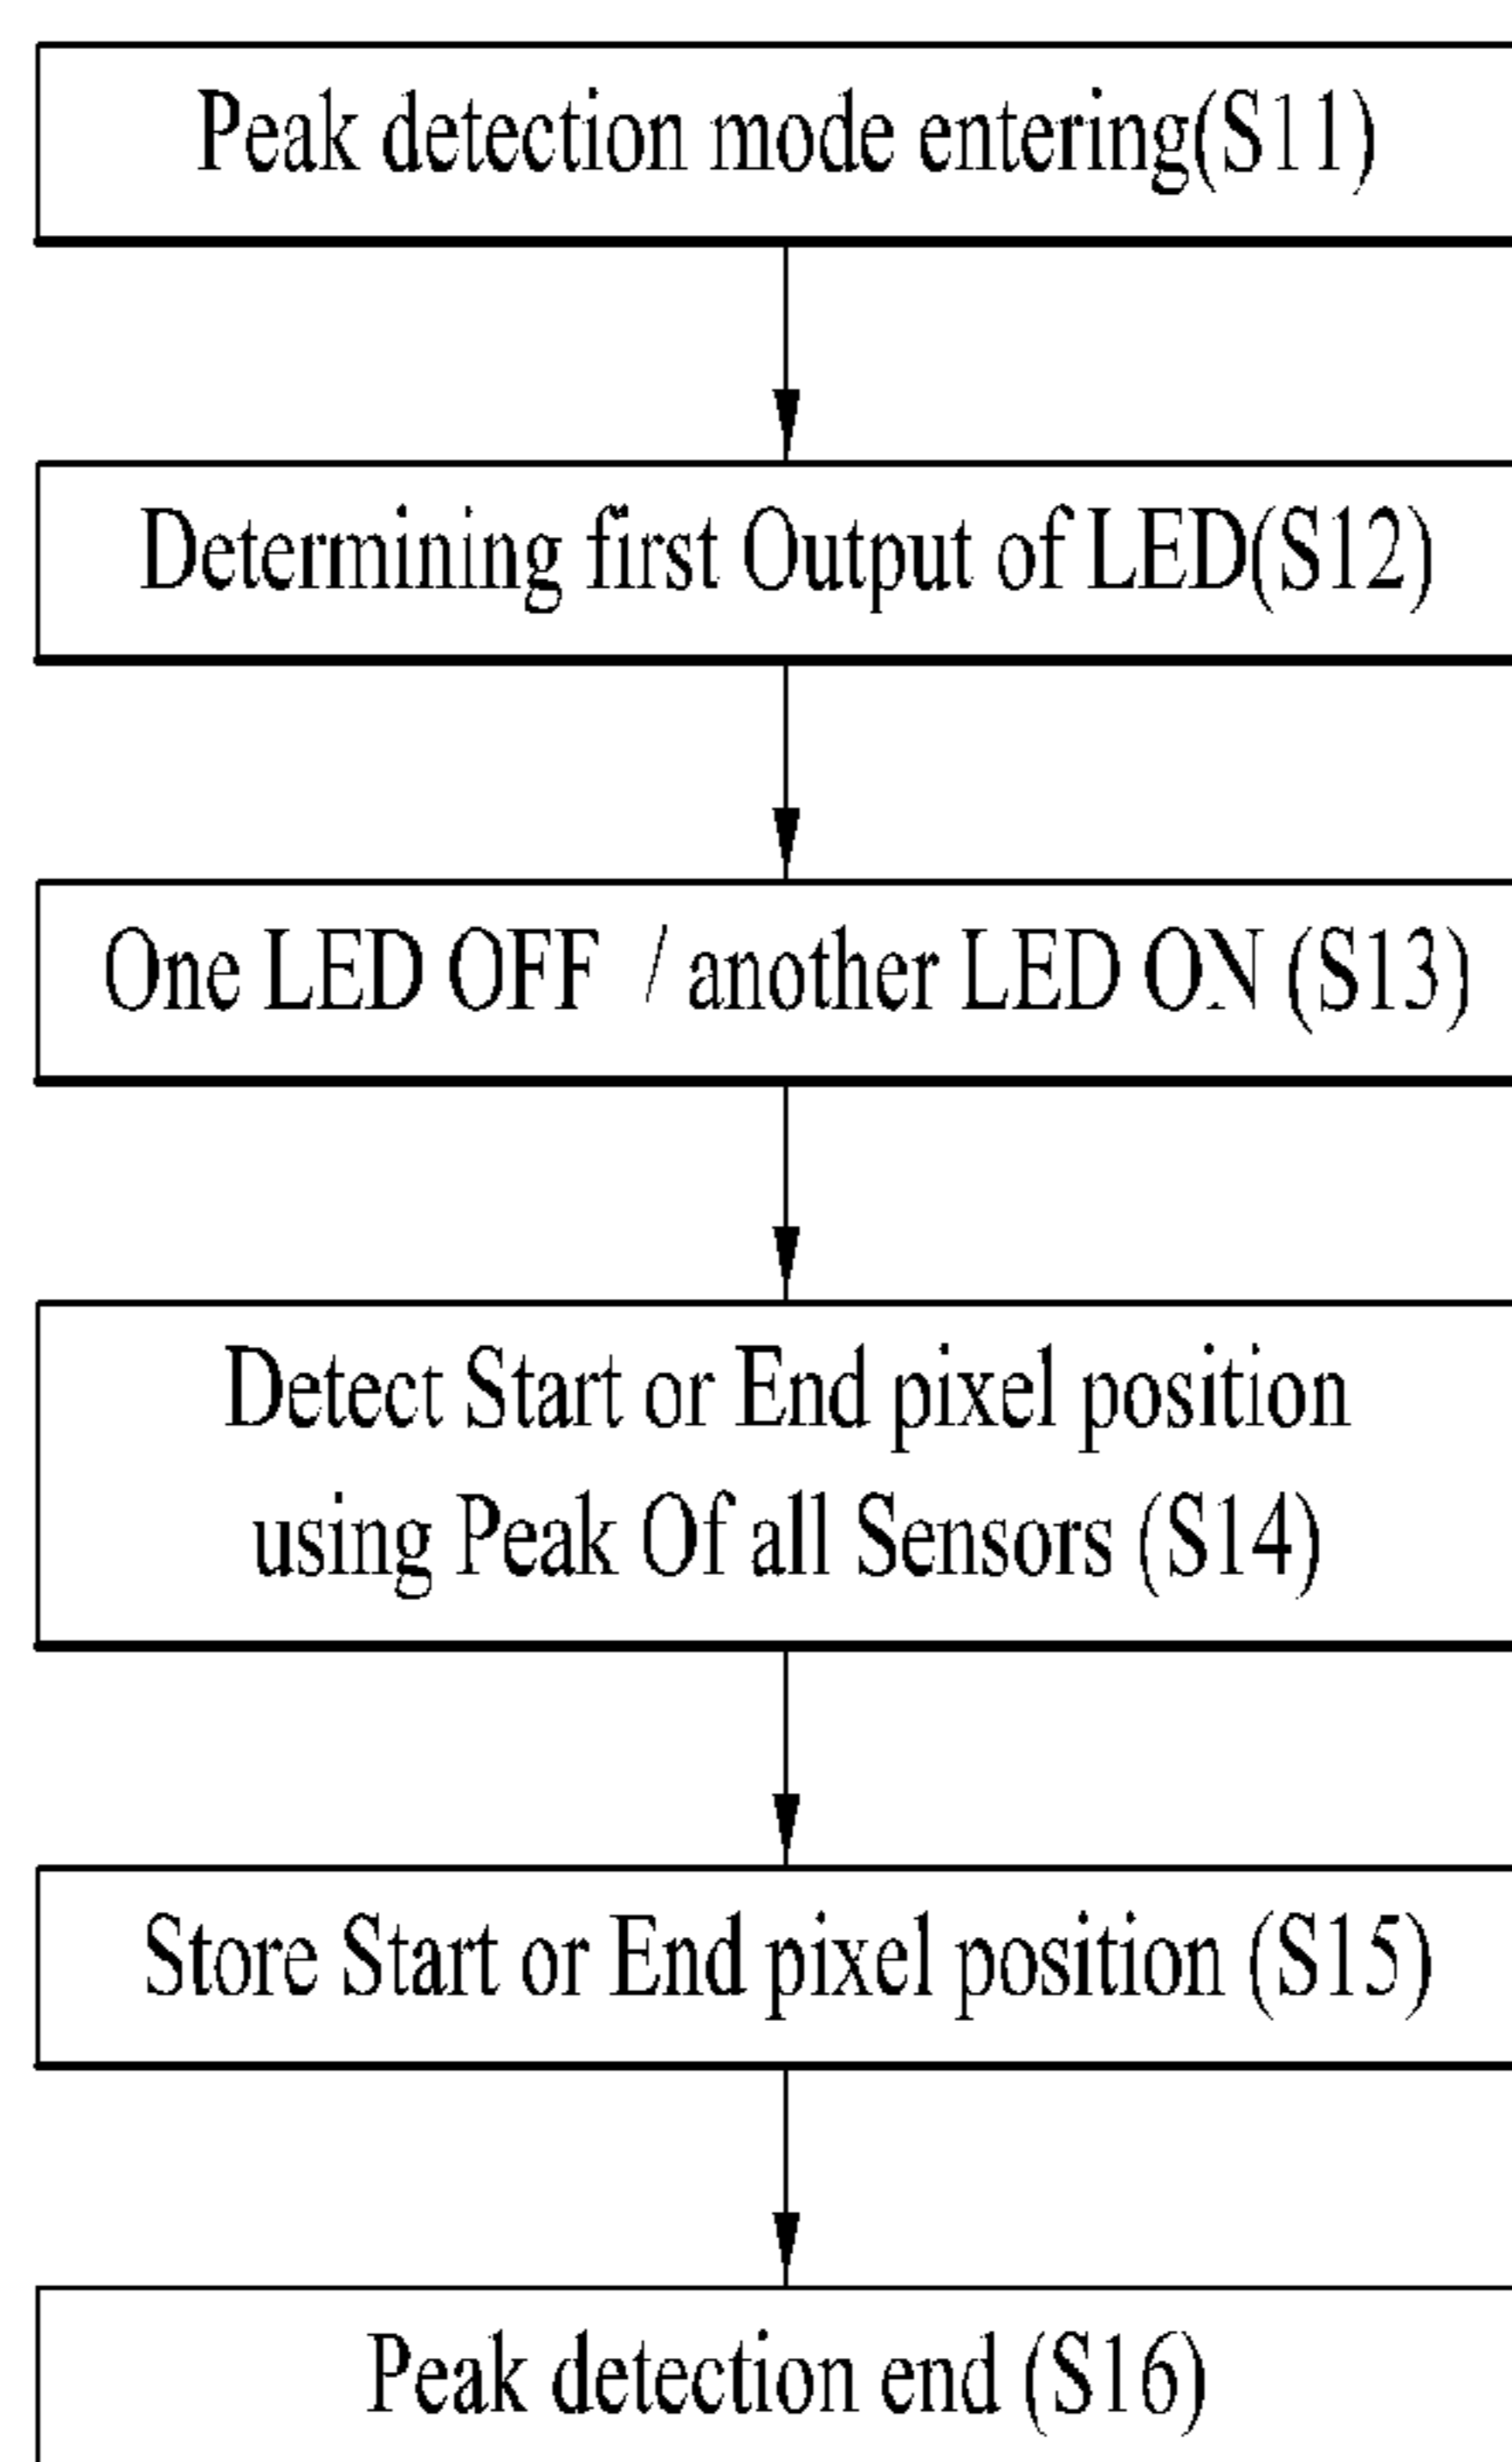 Peak detection mode entering(S11)
Determining first Output of LED(S12)
One LED OFF / another LED ON (S13)
Detect Start or End pixel position
using Peak Of all Sensors (S14)
Store Start or End pixel position (S15)
Peak detection end (S16)